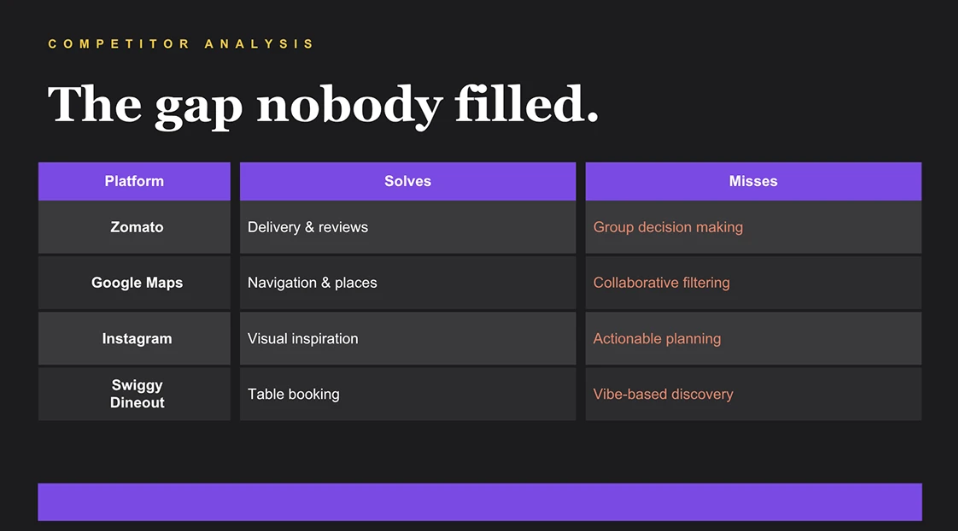 COMPETITOR ANALYSIS
The gap nobody filled.
Platform Solves Misses
Zomato Delivery & reviews Group decision making
Google Maps Navigation & places Collaborative filtering
Instagram Visual inspiration Actionable planning
Swiggy
Dineout Table booking Vibe-based discovery